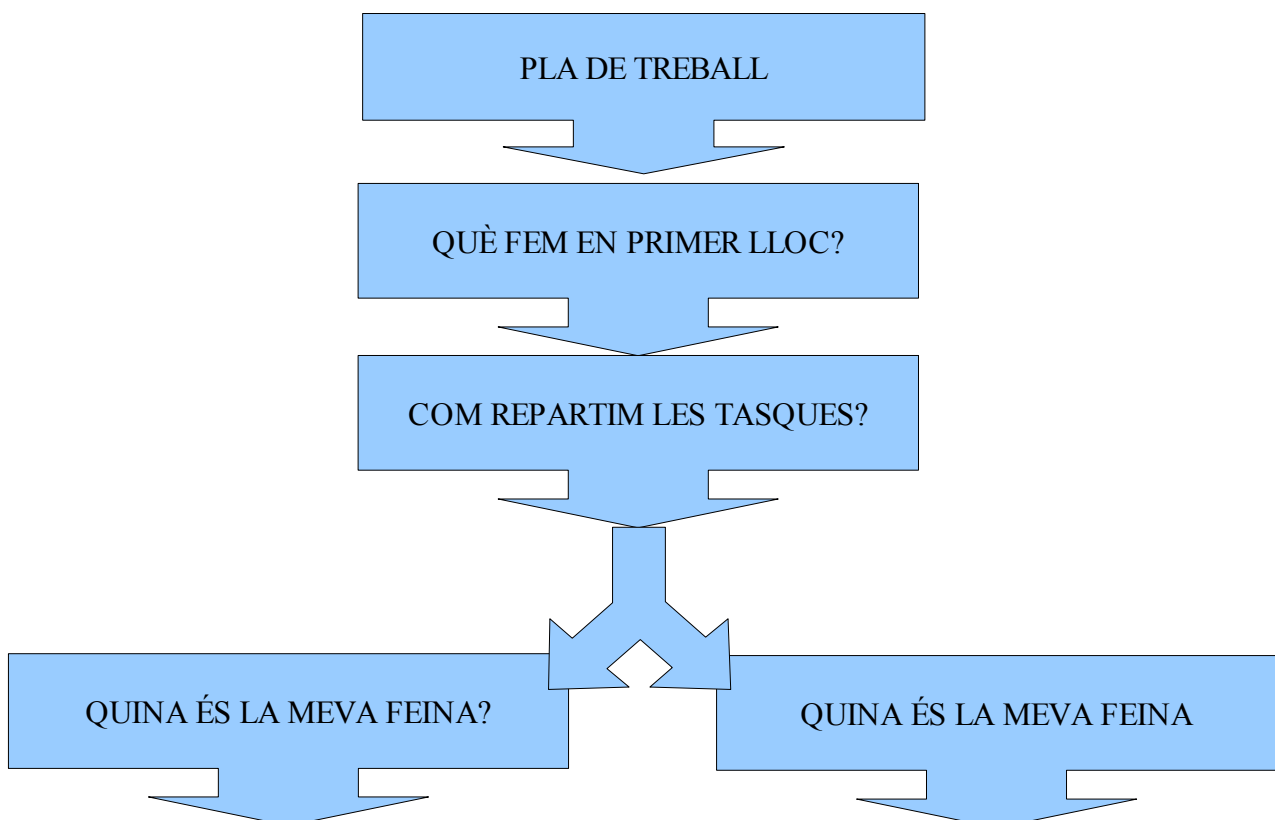 PLA DE TREBALL
QUÈ FEM EN PRIMER LLOC?
COM REPARTIM LES TASQUES?
QUINA ÉS LA MEVA FEINA?
QUINA ÉS LA MEVA FEINA